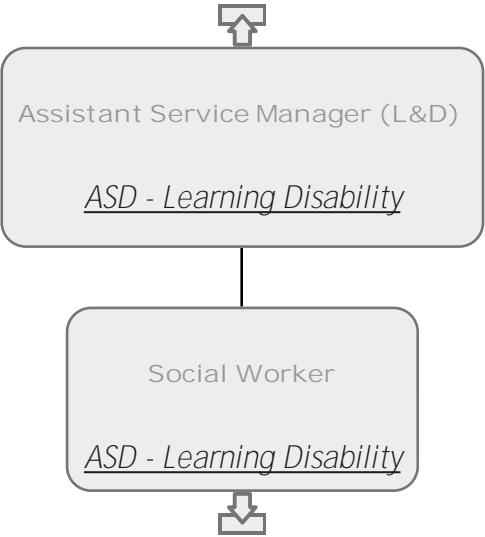 Assistant Service Manager (L&D)
ASD - Learning Disability
Social Worker
ASD - Learning Disability